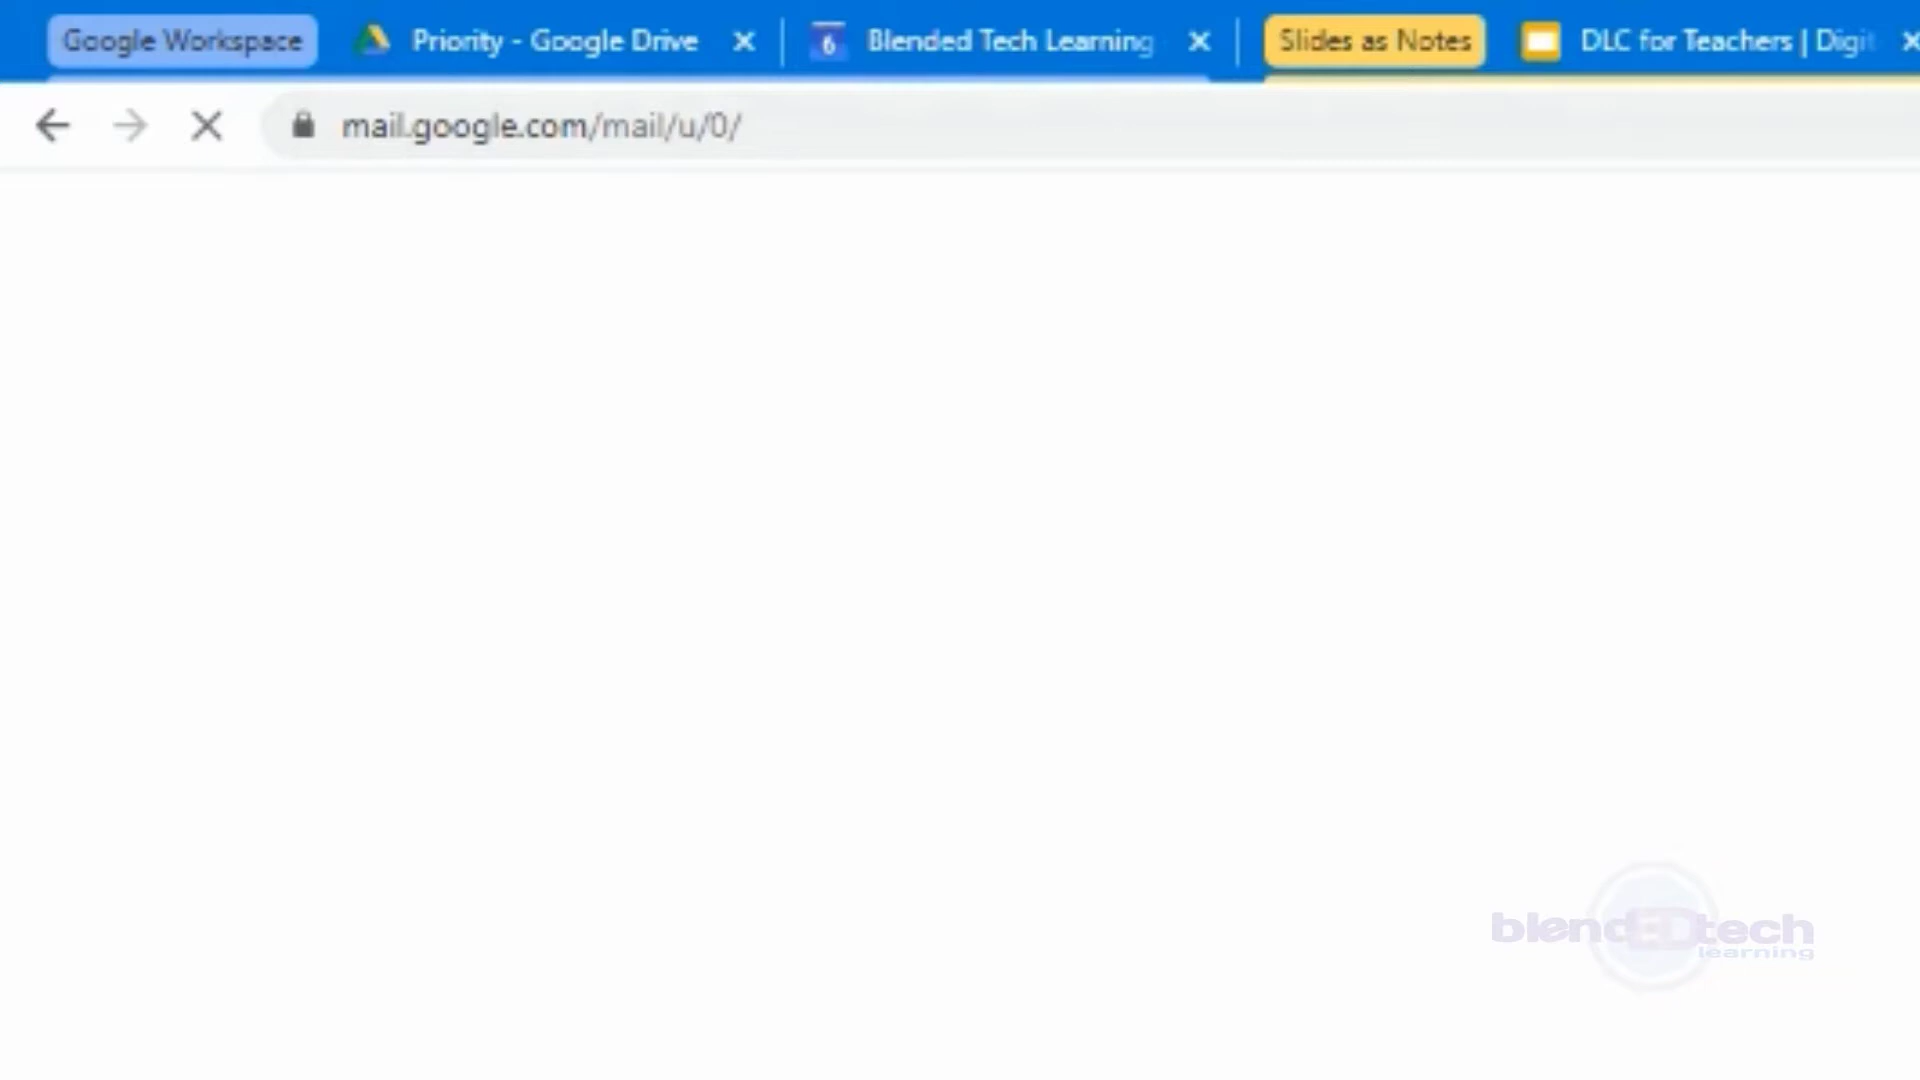 Google Workspace
Priority - Google Drive
6
Blended Tech Learning
Slides as Notes
DLC for Teachers | Digit
mail.google.com/mail/u/0/
blendEDtech
learning